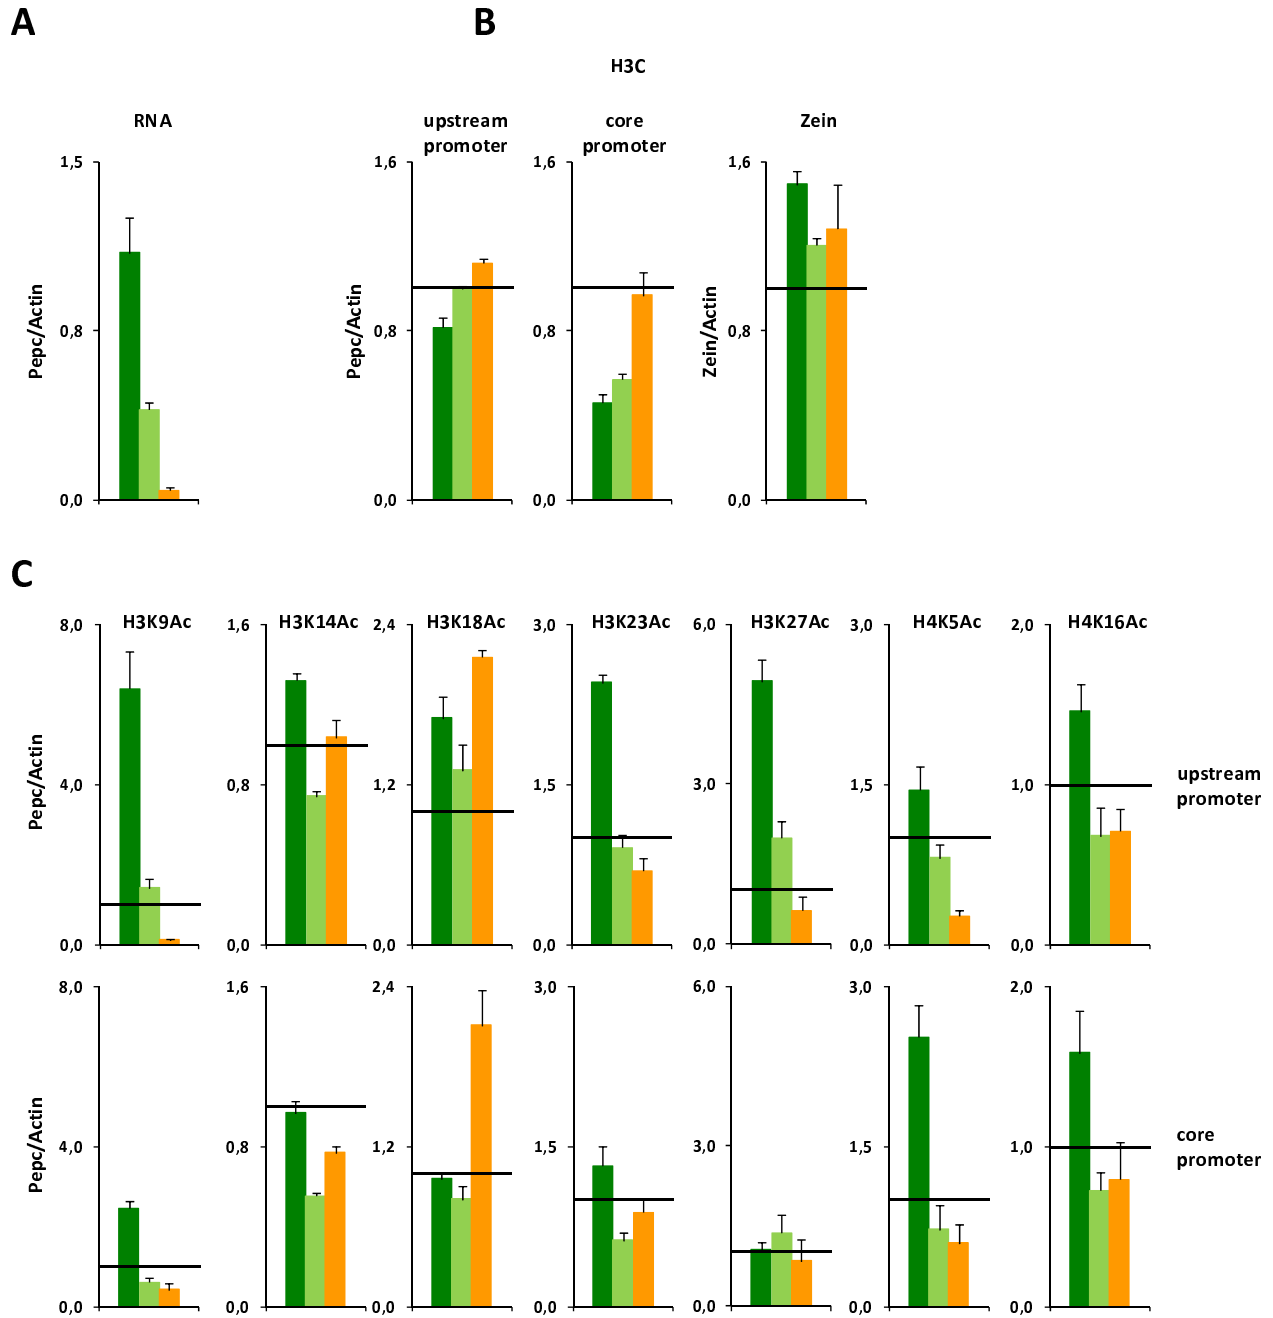 A
B
H3C
RNA
upstream
promoter
core
promoter
Zein
1,5
0,8
0,0
Pepc/Actin
1,6
0,8
0,0
Pepc/Actin
1,6
0,8
0,0
1,6
0,8
0,0
Zein/Actin
C
H3K9Ac
H3K14Ac
H3K18Ac
H3K23Ac
H3K27Ac
H4K5Ac
H4K16Ac
8,0
4,0
0,0
Pepc/Actin
1,6
0,8
0,0
2,4
1,2
0,0
3,0
1,5
0,0
6,0
3,0
0,0
3,0
1,5
0,0
2,0
1,0
0,0
upstream
promoter
8,0
4,0
0,0
Pepc/Actin
1,6
0,8
0,0
2,4
1,2
0,0
3,0
1,5
0,0
6,0
3,0
0,0
3,0
1,5
0,0
2,0
1,0
0,0
core
promoter